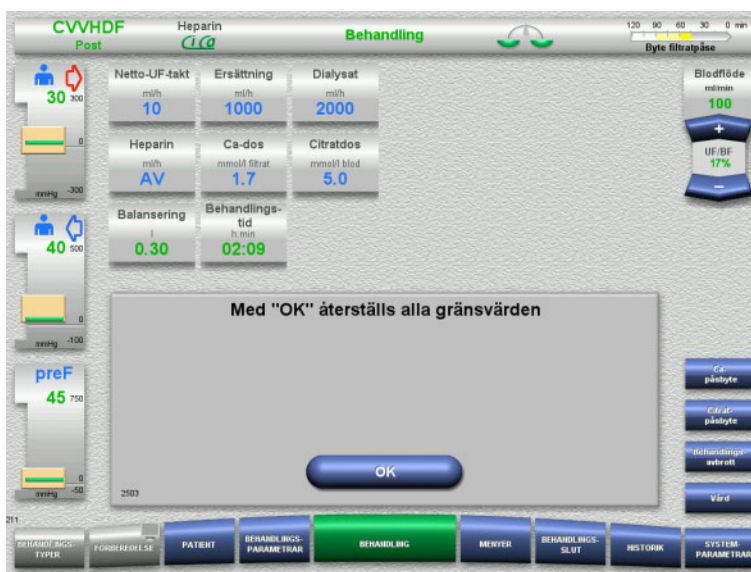 CVVHDF
Post
Heparin
CiCa
Behandling
120 90 60 30 0 min
Byte filtratpåse
30 300
0
mmHg -300
40 500
0
mmHg -100
preF
45 750
0
mmHg -50
Netto-UF-takt
ml/h
10
Ersättning
ml/h
1000
Dialysat
ml/h
2000
Heparin
ml/h
AV
Ca-dos
mmol/l filtrat
1.7
Citratdos
mmol/l blod
5.0
Balansering
l
0.30
Behandlings-
tid
h:min
02:09
Blodflöde
ml/min
100
+
UF/BF
17%
−
Med "OK" återställs alla gränsvärden
OK
2503
Ca-
påsbyte
Citrat-
påsbyte
Behandlings-
avbrott
Vård
211
BEHANDLINGS-
TYPER
FÖRBEREDELSE
PATIENT
BEHANDLINGS-
PARAMETRAR
BEHANDLING
MENYER
BEHANDLINGS-
SLUT
HISTORIK
SYSTEM-
PARAMETRAR